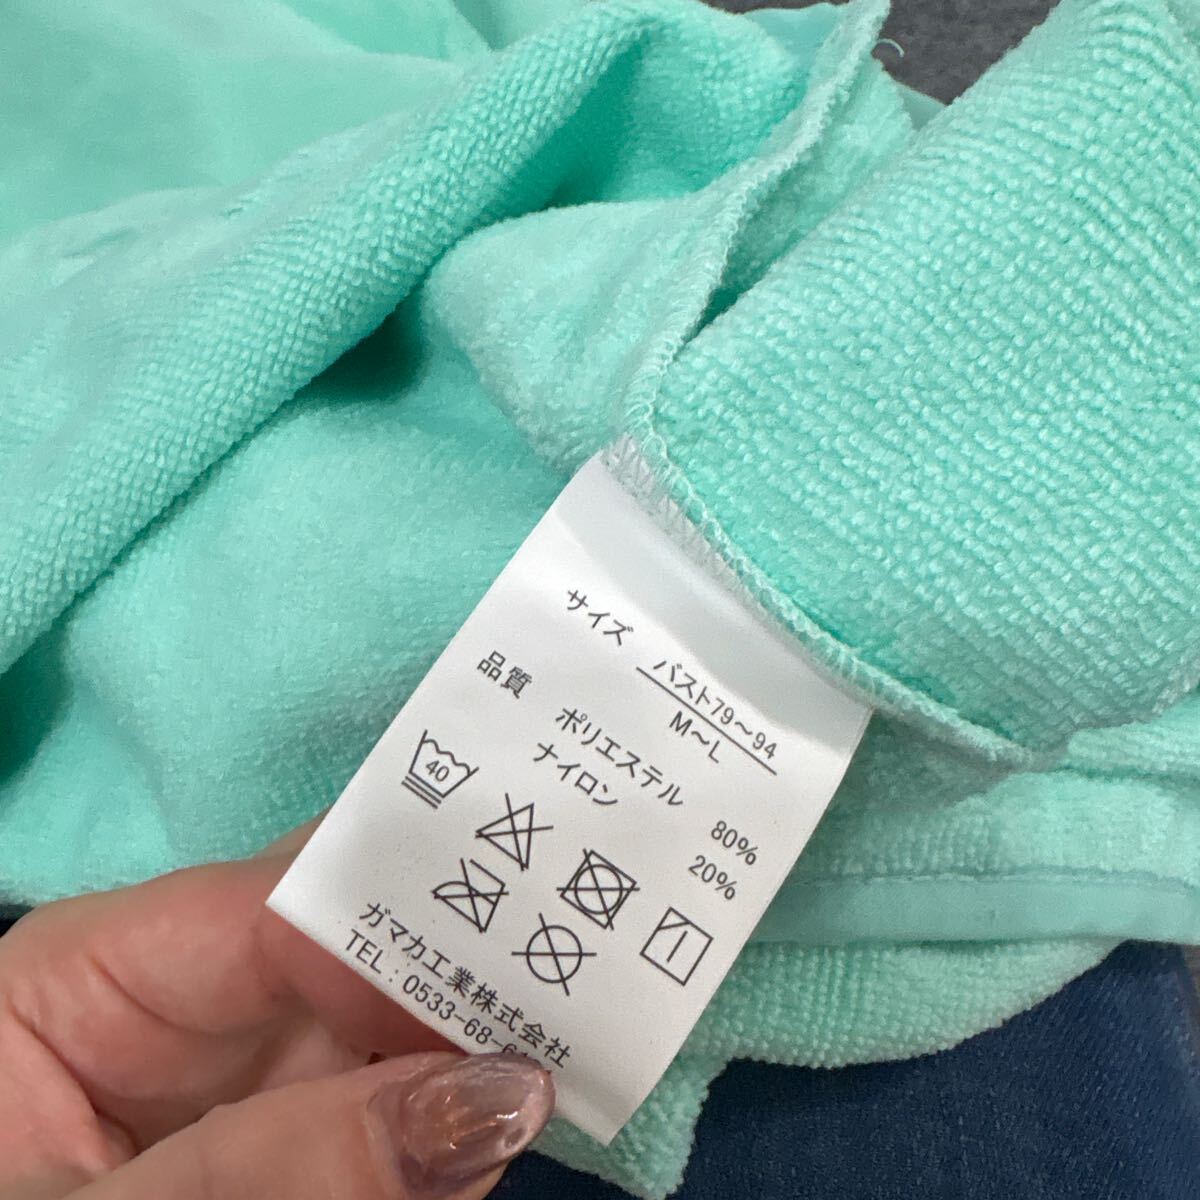 サイズ バスト79～94
M～L
品質 ポリエステル 80%
ナイロン 20%
40
ガマカ工業株式会社
TEL：0533-68-